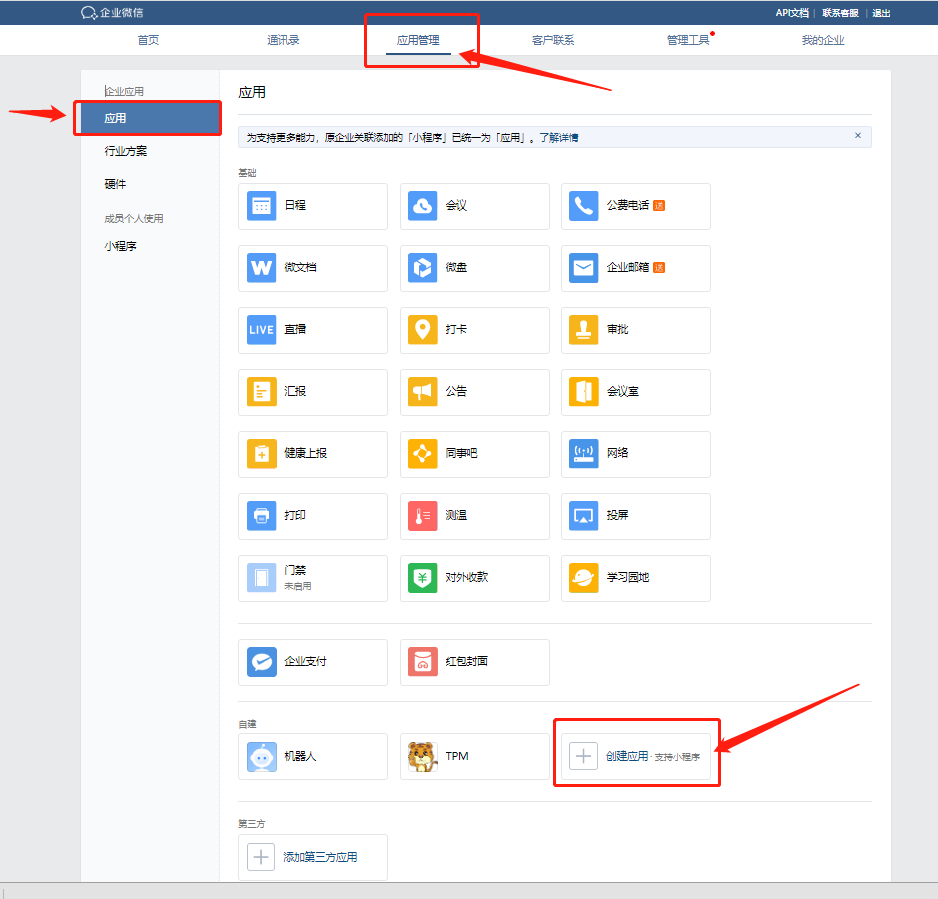 企业微信
API文档 | 联系客服 | 退出
首页 通讯录 应用管理 客户联系 管理工具 我的企业
企业应用
应用
行业方案
硬件
成员个人使用
小程序
应用
为支持更多能力，原企业关联添加的「小程序」已统一为「应用」。了解详情 ×
基础
日程
会议
公费电话 送
W 微文档
微盘
企业邮箱 送
LIVE 直播
打卡
审批
汇报
公告
会议室
健康上报
同事吧
网络
打印
测温
投屏
门禁
未启用
¥ 对外收款
学习园地
企业支付
红包封面
自建
机器人
TPM
创建应用 - 支持小程序
第三方
添加第三方应用